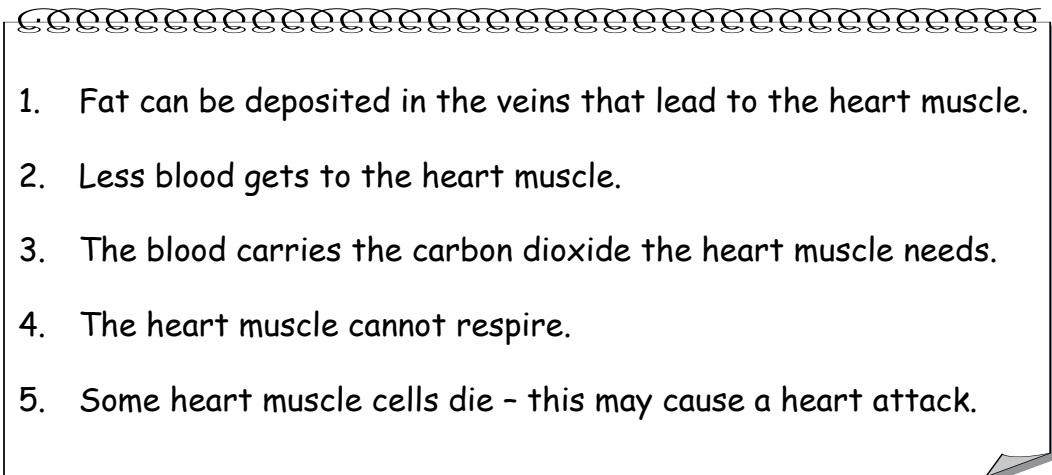 1. Fat can be deposited in the veins that lead to the heart muscle.
2. Less blood gets to the heart muscle.
3. The blood carries the carbon dioxide the heart muscle needs.
4. The heart muscle cannot respire.
5. Some heart muscle cells die – this may cause a heart attack.